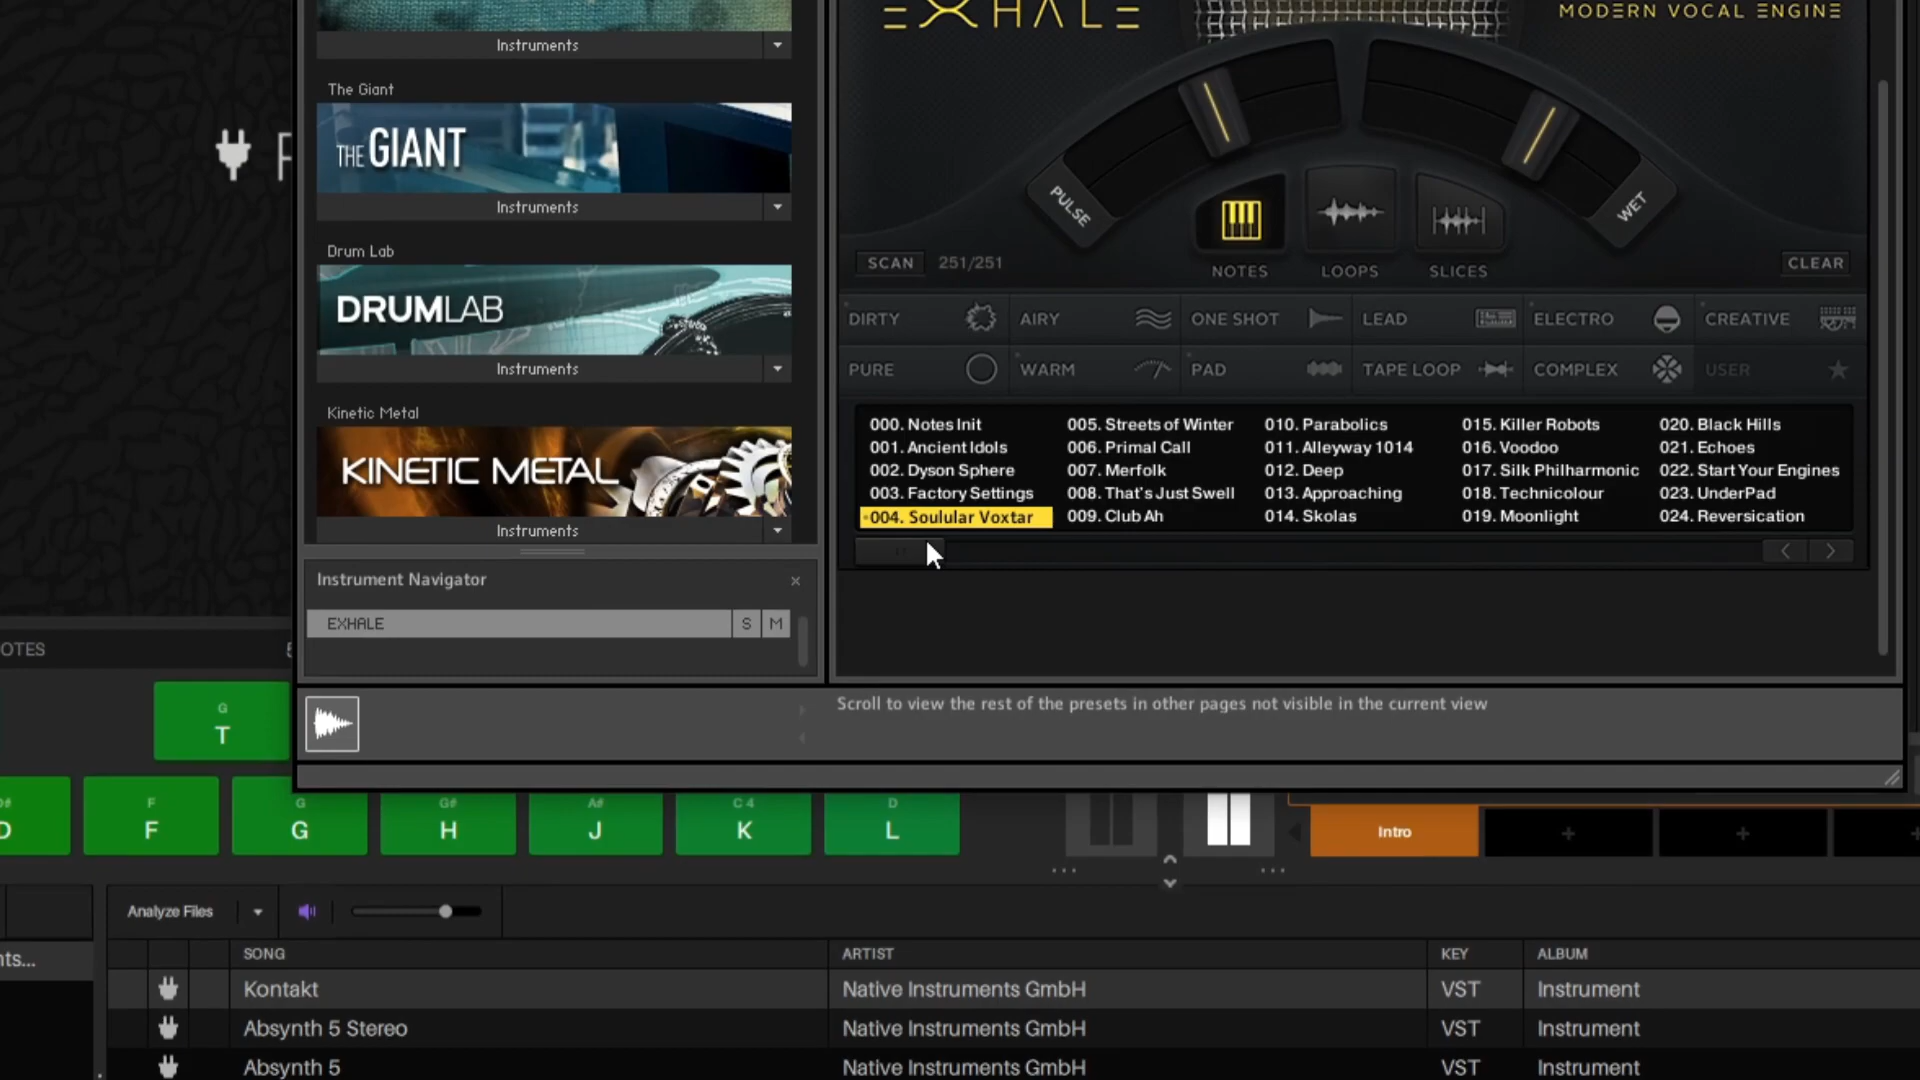 EXHALE
MODERN VOCAL ENGINE
Instruments
The Giant
THE GIANT
Instruments
Drum Lab
DRUMLAB
Instruments
Kinetic Metal
KINETIC METAL
Instruments
Instrument Navigator
EXHALE
S
M
PULSE
WET
NOTES
LOOPS
SLICES
SCAN
251/251
CLEAR
DIRTY
AIRY
ONE SHOT
LEAD
ELECTRO
CREATIVE
PURE
WARM
PAD
TAPE LOOP
COMPLEX
USER
000. Notes Init
001. Ancient Idols
002. Dyson Sphere
003. Factory Settings
004. Soulular Voxtar
005. Streets of Winter
006. Primal Call
007. Merfolk
008. That's Just Swell
009. Club Ah
010. Parabolics
011. Alleyway 1014
012. Deep
013. Approaching
014. Skolas
015. Killer Robots
016. Voodoo
017. Silk Philharmonic
018. Technicolour
019. Moonlight
020. Black Hills
021. Echoes
022. Start Your Engines
023. UnderPad
024. Reversication
Scroll to view the rest of the presets in other pages not visible in the current view
OTES
G
T
D
F
F
G
G
G#
H
A#
J
C 4
K
D
L
Intro
Analyze Files
nts...
SONG
ARTIST
KEY
ALBUM
Kontakt
Native Instruments GmbH
VST
Instrument
Absynth 5 Stereo
Native Instruments GmbH
VST
Instrument
Absynth 5
Native Instruments GmbH
VST
Instrument